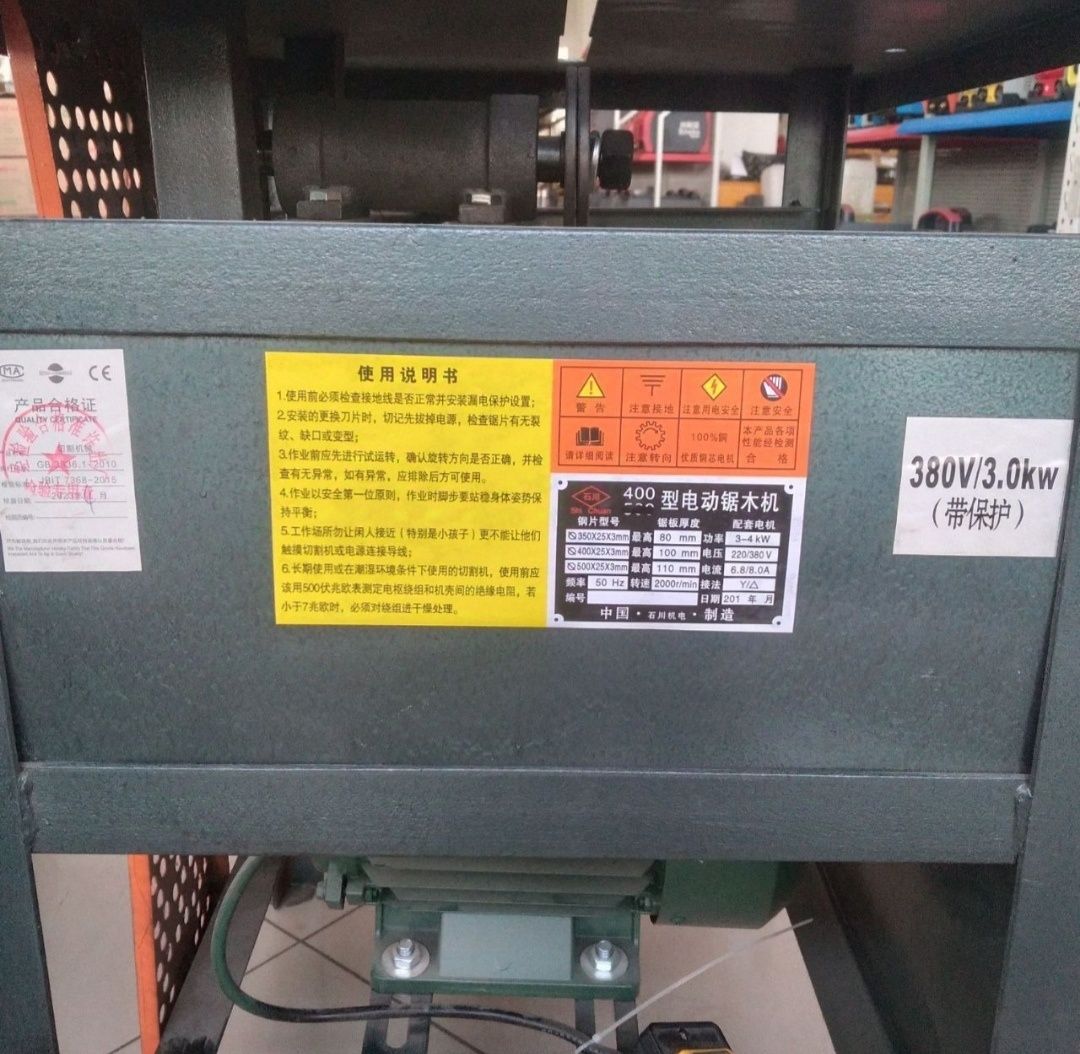 MA
CE
产品合格证
QUALITY CERTIFICATE
JB/T 7368-2015
使用说明书
1.使用前必须检查接地线是否正常并安装漏电保护设置；
2.安装的更换刀片时，切记先拔掉电源，检查锯片有无裂
纹、缺口或变型；
3.作业前应先进行试运转，确认旋转方向是否正确，并检
查有无异常，如有异常，应排除后方可使用。
4.作业以安全第一位原则，作业时脚步要站稳身体姿势保
持平衡；
5.工作场所勿让闲人接近（特别是小孩子）更不能让他们
触摸切割机或电源连接导线；
6.长期使用或在潮湿环境条件下使用的切割机，使用前应
该用500伏兆欧表测定电枢绕组和机壳间的绝缘电阻，若
小于7兆欧时，必须对绕组进干燥处理。
警告 注意接地 注意用电安全 注意安全
请详细阅读 注意转向 100%铜 优质铜芯电机 本产品各项性能经检测合格
石川
Shi Chuan
400
型电动锯木机
钢片型号 锯板厚度 配套电机
∅350X25X3mm 最高 80 mm 功率 3-4kW
∅400X25X3mm 最高 100 mm 电压 220/380V
∅500X25X3mm 最高 110 mm 电流 6.8/8.0A
频率 50 Hz 转速 2000r/min 接法 Y/△
编号 日期 201 年 月
中国·石川机电·制造
380V/3.0kw
（带保护）